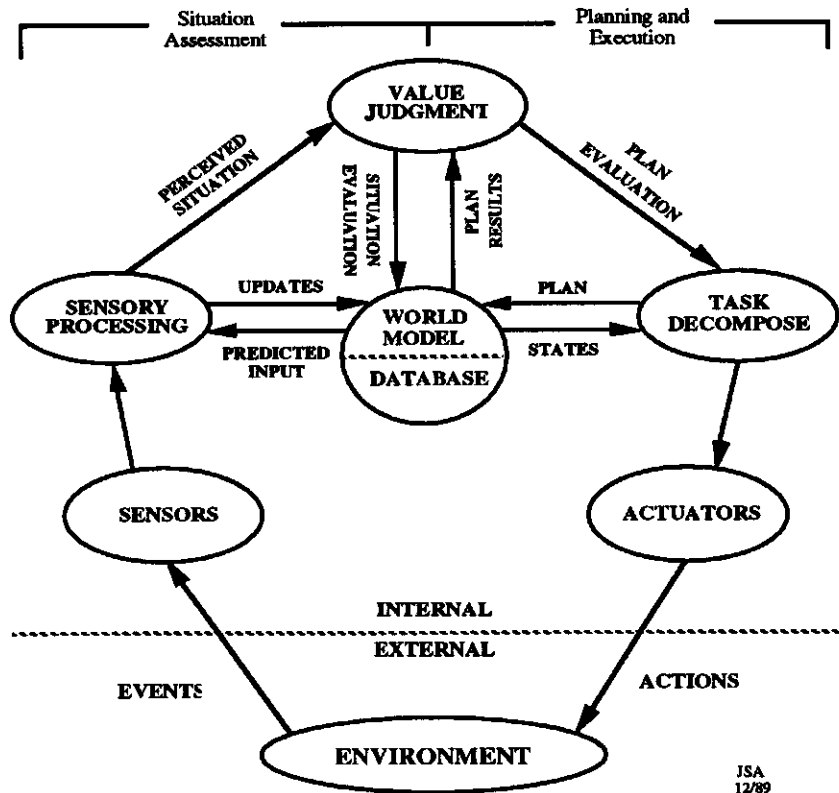 Situation
Assessment
Planning and
Execution
VALUE
JUDGMENT
PERCEIVED
SITUATION
SITUATION
EVALUATION
PLAN
RESULTS
PLAN
EVALUATION
SENSORY
PROCESSING
UPDATES
PREDICTED
INPUT
WORLD
MODEL
DATABASE
PLAN
STATES
TASK
DECOMPOSE
SENSORS
ACTUATORS
INTERNAL
EXTERNAL
EVENTS
ACTIONS
ENVIRONMENT
JSA
12/89